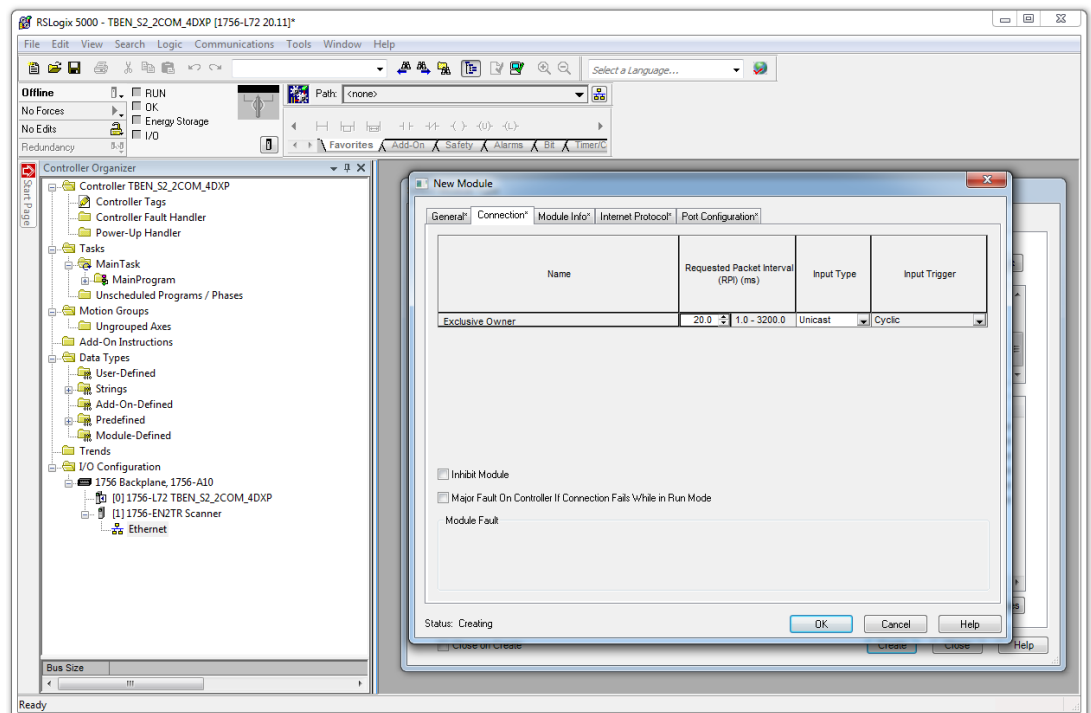 RSLogix 5000 - TBEN_S2_2COM_4DXP [1756-L72 20.11]*
File Edit View Search Logic Communications Tools Window Help
Select a Language...
Offline
RUN
No Forces
OK
No Edits
Energy Storage
Redundancy
I/O
Path: <none>
Favorites Add-On Safety Alarms Bit Timer/C
Start Page
Controller Organizer
Controller TBEN_S2_2COM_4DXP
Controller Tags
Controller Fault Handler
Power-Up Handler
Tasks
MainTask
MainProgram
Unscheduled Programs / Phases
Motion Groups
Ungrouped Axes
Add-On Instructions
Data Types
User-Defined
Strings
Add-On-Defined
Predefined
Module-Defined
Trends
I/O Configuration
1756 Backplane, 1756-A10
[0] 1756-L72 TBEN_S2_2COM_4DXP
[1] 1756-EN2TR Scanner
Ethernet
Bus Size
Ready
New Module
General* Connection* Module Info* Internet Protocol* Port Configuration*
Name
Requested Packet Interval
(RPI) (ms)
Input Type
Input Trigger
Exclusive Owner 20.0 1.0 - 3200.0 Unicast Cyclic
Inhibit Module
Major Fault On Controller If Connection Fails While in Run Mode
Module Fault
Status: Creating
OK Cancel Help
Close on Create
Create Close Help